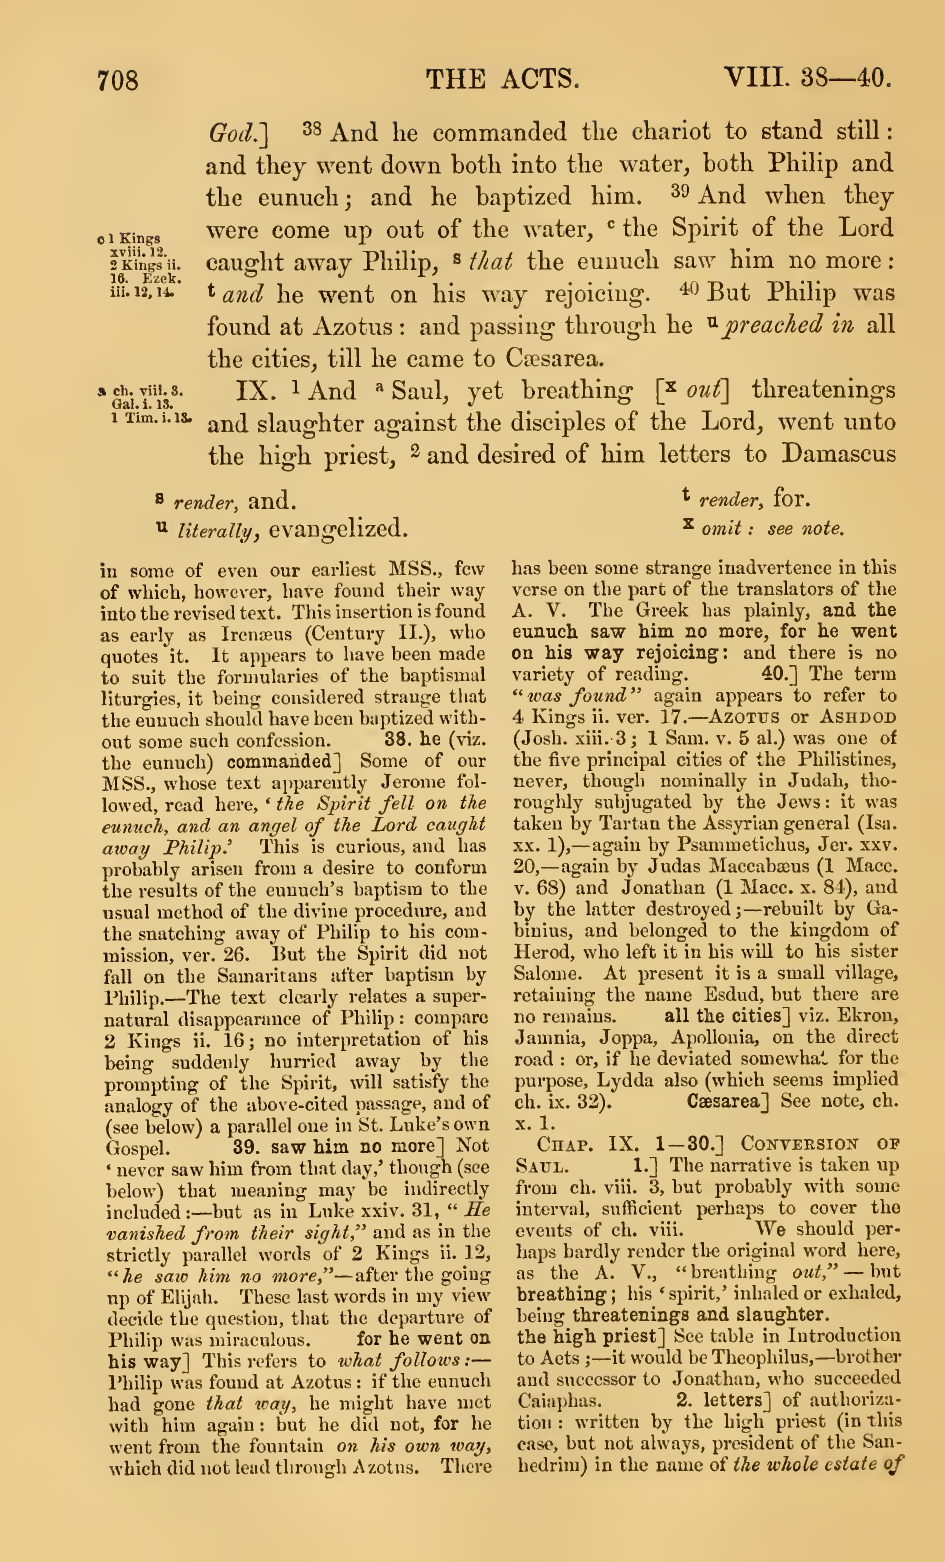 708 THE ACTS. VIII. 38—40.
God.] 38 And he commanded the chariot to stand still :
and they went down both into the water, both Philip and
the eunuch; and he baptized him. 39 And when they
were come up out of the water, c the Spirit of the Lord
caught away Philip, s that the eunuch saw him no more :
t and he went on his way rejoicing. 40 But Philip was
found at Azotus : and passing through he u preached in all
the cities, till he came to Cæsarea.
c 1 Kings
xviii. 12.
2 Kings ii.
16. Ezek.
iii. 12, 14.
IX. 1 And a Saul, yet breathing [x out] threatenings
and slaughter against the disciples of the Lord, went unto
the high priest, 2 and desired of him letters to Damascus
a ch. viii. 3.
Gal. i. 13.
1 Tim. i. 13.
s render, and.
t render, for.
u literally, evangelized.
x omit : see note.
in some of even our earliest MSS., few
of which, however, have found their way
into the revised text. This insertion is found
as early as Irenæus (Century II.), who
quotes it. It appears to have been made
to suit the formularies of the baptismal
liturgies, it being considered strange that
the eunuch should have been baptized with-
out some such confession. 38. he (viz.
the eunuch) commanded] Some of our
MSS., whose text apparently Jerome fol-
lowed, read here, ‘ the Spirit fell on the
eunuch, and an angel of the Lord caught
away Philip.’ This is curious, and has
probably arisen from a desire to conform
the results of the eunuch’s baptism to the
usual method of the divine procedure, and
the snatching away of Philip to his com-
mission, ver. 26. But the Spirit did not
fall on the Samaritans after baptism by
Philip.—The text clearly relates a super-
natural disappearance of Philip : compare
2 Kings ii. 16; no interpretation of his
being suddenly hurried away by the
prompting of the Spirit, will satisfy the
analogy of the above-cited passage, and of
(see below) a parallel one in St. Luke’s own
Gospel. 39. saw him no more] Not
‘ never saw him from that day,’ though (see
below) that meaning may be indirectly
included :—but as in Luke xxiv. 31, “ He
vanished from their sight,” and as in the
strictly parallel words of 2 Kings ii. 12,
“he saw him no more,”—after the going
up of Elijah. These last words in my view
decide the question, that the departure of
Philip was miraculous. for he went on
his way] This refers to what follows :—
Philip was found at Azotus : if the eunuch
had gone that way, he might have met
with him again : but he did not, for he
went from the fountain on his own way,
which did not lead through Azotus. There
has been some strange inadvertence in this
verse on the part of the translators of the
A. V. The Greek has plainly, and the
eunuch saw him no more, for he went
on his way rejoicing: and there is no
variety of reading. 40.] The term
“was found” again appears to refer to
4 Kings ii. ver. 17.—AZOTUS or ASHDOD
(Josh. xiii. 3; 1 Sam. v. 5 al.) was one of
the five principal cities of the Philistines,
never, though nominally in Judah, tho-
roughly subjugated by the Jews: it was
taken by Tartan the Assyrian general (Isa.
xx. 1),—again by Psammetichus, Jer. xxv.
20,—again by Judas Maccabæus (1 Macc.
v. 68) and Jonathan (1 Macc. x. 84), and
by the latter destroyed;—rebuilt by Ga-
binius, and belonged to the kingdom of
Herod, who left it in his will to his sister
Salome. At present it is a small village,
retaining the name Esdud, but there are
no remains. all the cities] viz. Ekron,
Jamnia, Joppa, Apollonia, on the direct
road : or, if he deviated somewhat for the
purpose, Lydda also (which seems implied
ch. ix. 32). Cæsarea] See note, ch.
x. 1.
CHAP. IX. 1—30.] CONVERSION OF
SAUL. 1.] The narrative is taken up
from ch. viii. 3, but probably with some
interval, sufficient perhaps to cover the
events of ch. viii. We should per-
haps hardly render the original word here,
as the A. V., “breathing out,” — but
breathing; his ‘spirit,’ inhaled or exhaled,
being threatenings and slaughter.
the high priest] See table in Introduction
to Acts ;—it would be Theophilus,—brother
and successor to Jonathan, who succeeded
Caiaphas. 2. letters] of authoriza-
tion : written by the high priest (in this
case, but not always, president of the San-
hedrim) in the name of the whole estate of